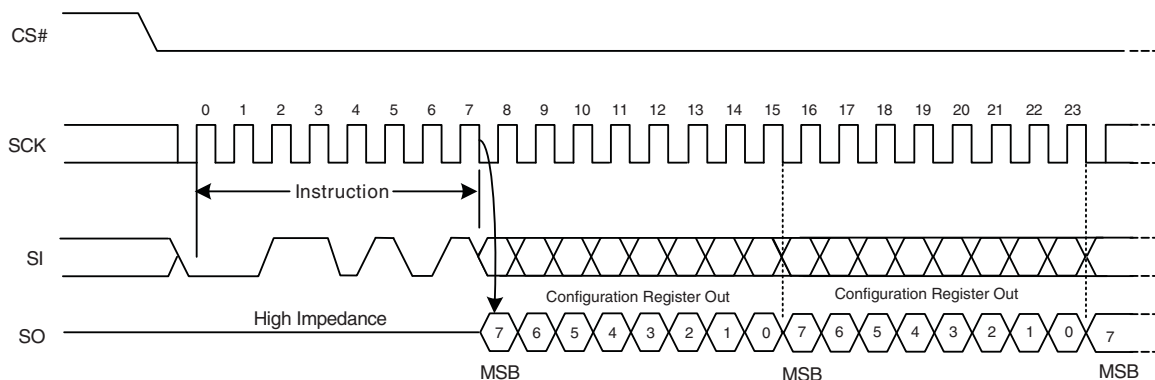 CS#
0 1 2 3 4 5 6 7 8 9 10 11 12 13 14 15 16 17 18 19 20 21 22 23
SCK
Instruction
SI
Configuration Register Out Configuration Register Out
High Impedance
SO 7 6 5 4 3 2 1 0 7 6 5 4 3 2 1 0 7
MSB MSB MSB